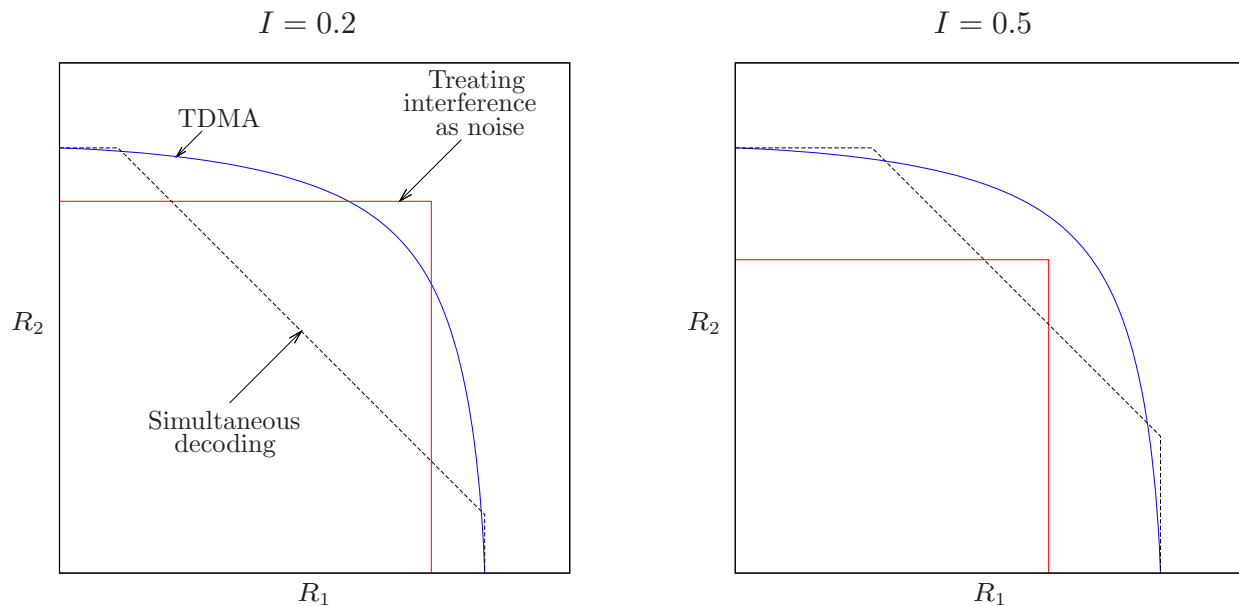 I = 0.2
I = 0.5
Treating
interference
as noise
TDMA
R₂
R₂
Simultaneous
decoding
R₁
R₁